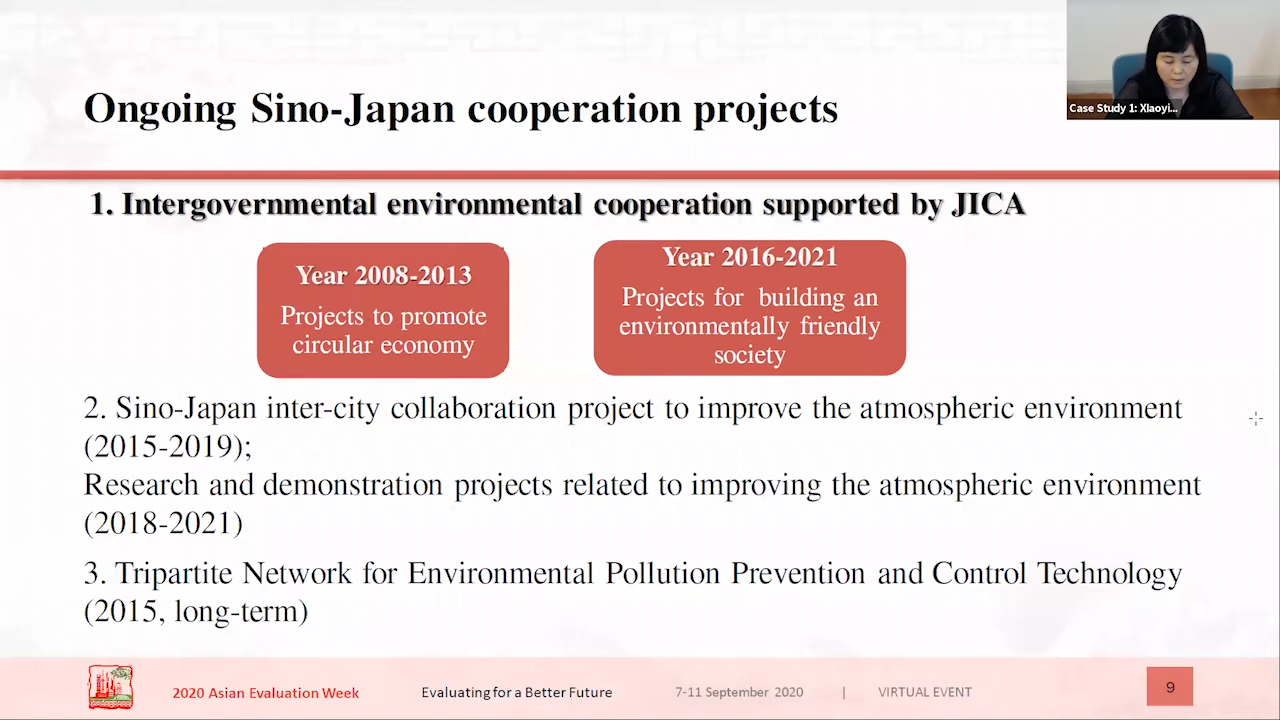 Ongoing Sino-Japan cooperation projects
Case Study 1: XIaoyi...
1. Intergovernmental environmental cooperation supported by JICA
Year 2008-2013
Projects to promote
circular economy
Year 2016-2021
Projects for building an
environmentally friendly
society
2. Sino-Japan inter-city collaboration project to improve the atmospheric environment
(2015-2019);
Research and demonstration projects related to improving the atmospheric environment
(2018-2021)
3. Tripartite Network for Environmental Pollution Prevention and Control Technology
(2015, long-term)
2020 Asian Evaluation Week
Evaluating for a Better Future
7-11 September 2020 | VIRTUAL EVENT
9